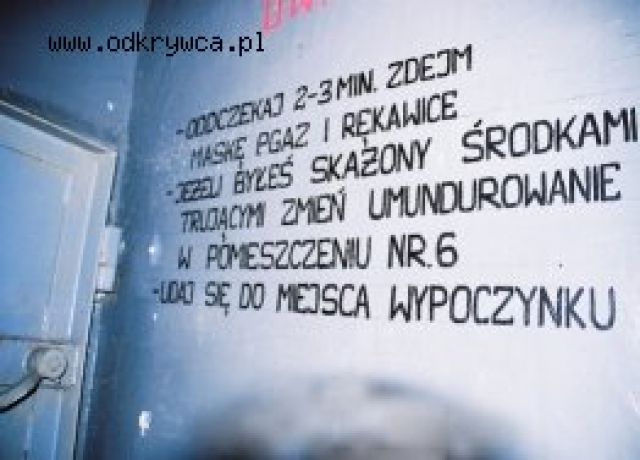 www.odkrywca.pl
UWA
-ODCZEKAJ 2-3 MIN. ZDEJM
MASKĘ PGAZ I RĘKAWICE
-JEŻELI BYŁEŚ SKAŻONY ŚRODKAMI
TRUJĄCYMI ZMIEŃ UMUNDUROWANIE
W POMIESZCZENIU NR.6
-UDAJ SIĘ DO MIEJSCA WYPOCZYNKU